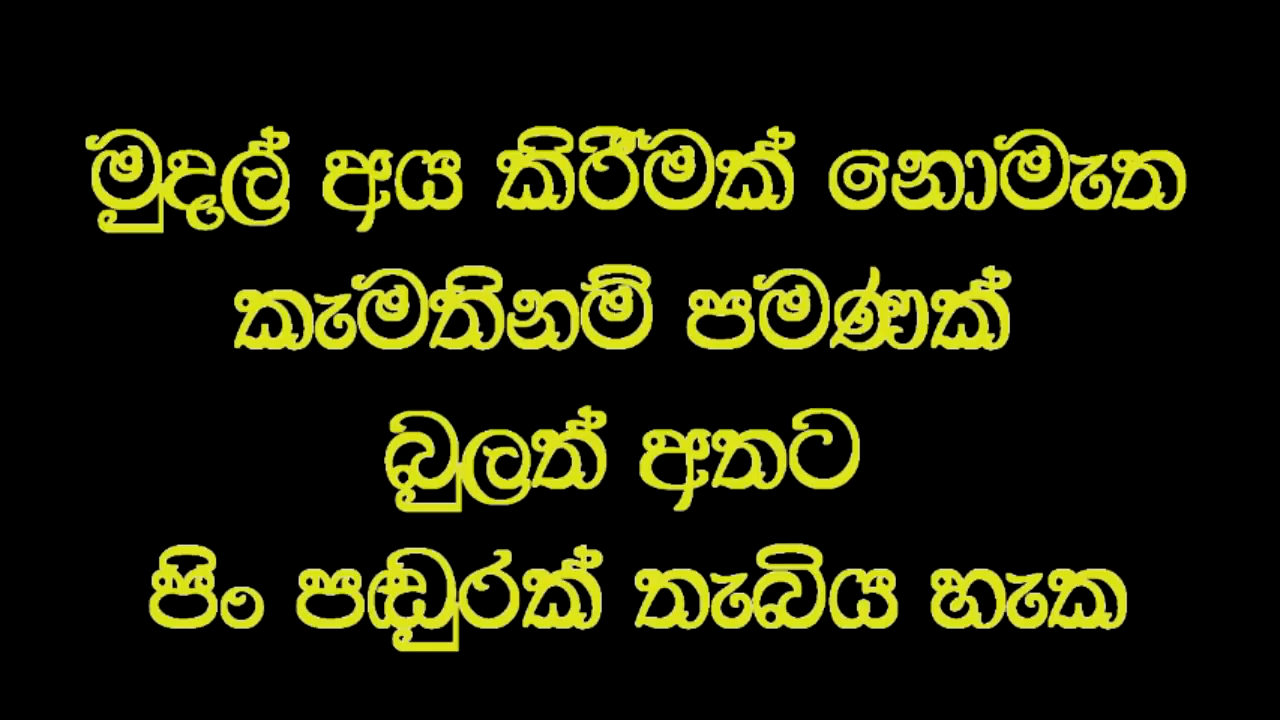 මුදල් අය කිරීමක් නොමැත
කැමතිනම් පමණක්
බුලත් අතට
පිං පඬුරක් තැබිය හැක